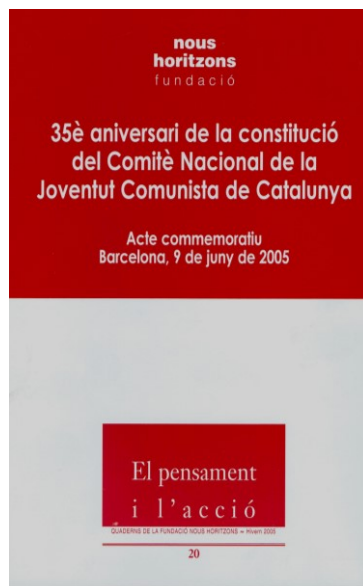 nous
horitzons
fundació
35è aniversari de la constitució
del Comitè Nacional de la
Joventut Comunista de Catalunya
Acte commemoratiu
Barcelona, 9 de juny de 2005
El pensament
i l'acció
QUADERNS DE LA FUNDACIÓ NOUS HORITZONS – Hivern 2005
20